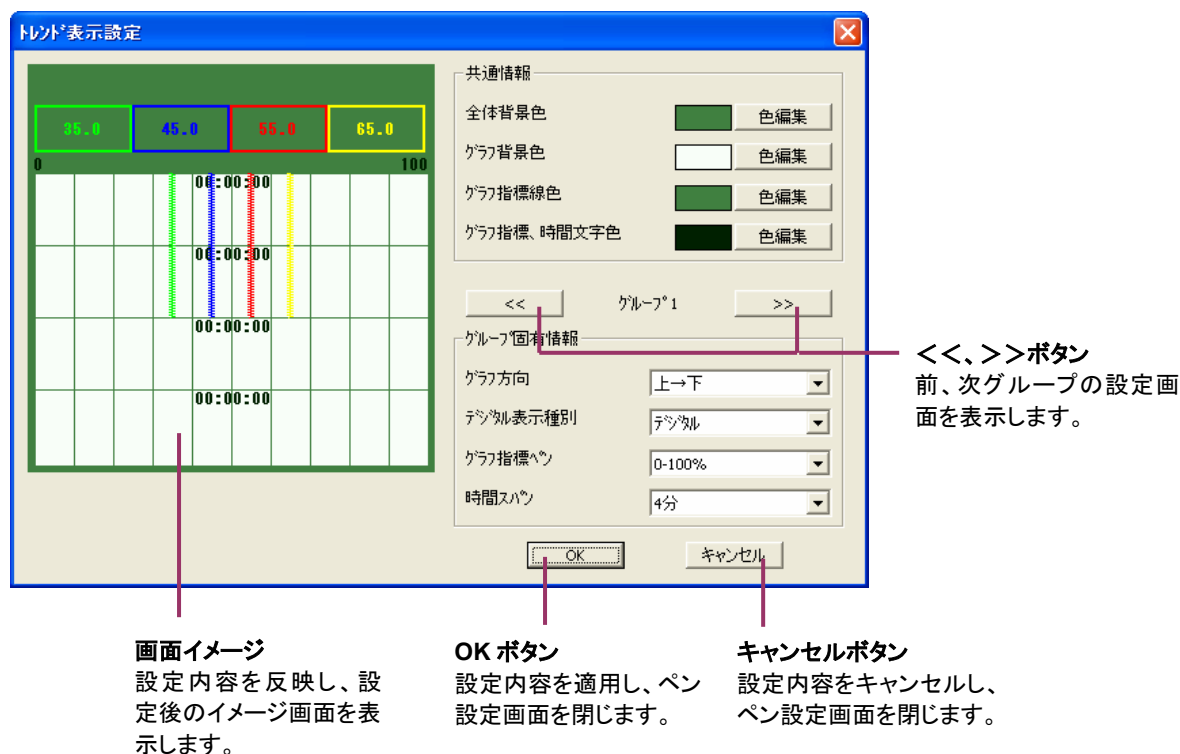 ﾄﾚﾝﾄﾞ表示設定
35.0 45.0 55.0 65.0
0 100
00:00:00
00:00:00
00:00:00
00:00:00
共通情報
全体背景色 色編集
ｸﾞﾗﾌ背景色 色編集
ｸﾞﾗﾌ指標線色 色編集
ｸﾞﾗﾌ指標、時間文字色 色編集
<< ｸﾞﾙｰﾌﾟ1 >>
ｸﾞﾙｰﾌﾟ固有情報
ｸﾞﾗﾌ方向 上→下
ﾃﾞｼﾞﾀﾙ表示種別 ﾃﾞｼﾞﾀﾙ
ｸﾞﾗﾌ指標ﾍﾟﾝ 0-100%
時間ｽﾊﾟﾝ 4分
OK キャンセル
＜＜、＞＞ボタン
前、次グループの設定画
面を表示します。
画面イメージ
設定内容を反映し、設
定後のイメージ画面を表
示します。
OK ボタン
設定内容を適用し、ペン
設定画面を閉じます。
キャンセルボタン
設定内容をキャンセルし、
ペン設定画面を閉じます。